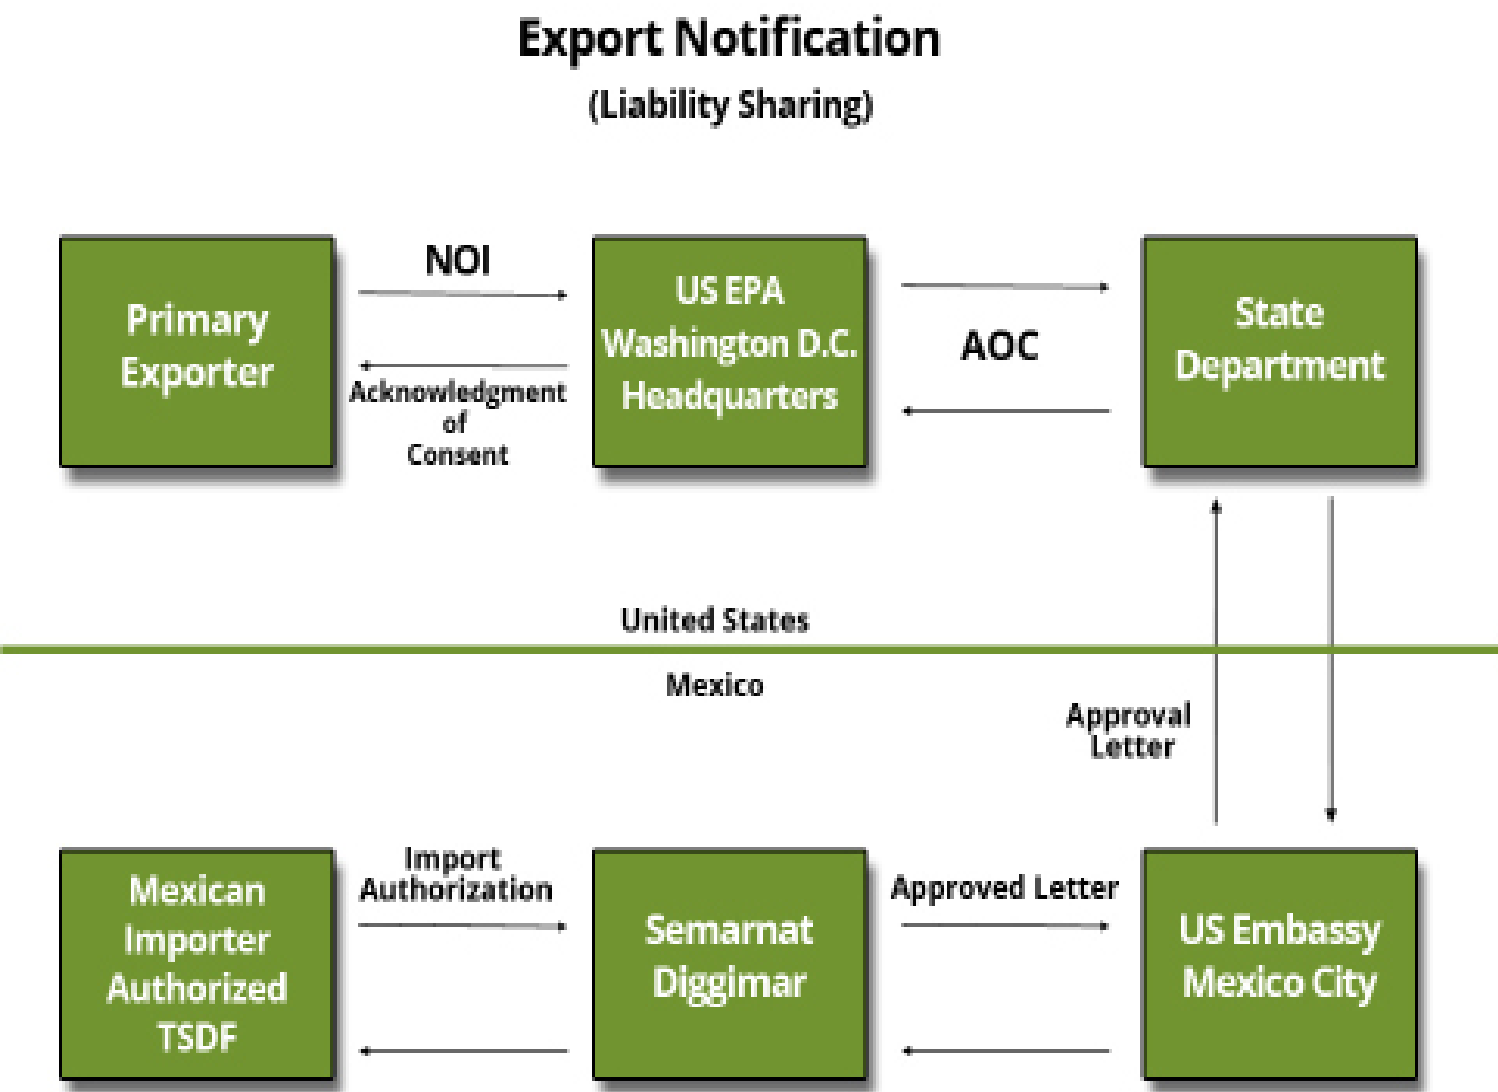 Export Notification
(Liability Sharing)
Primary
Exporter
NOI
Acknowledgment
of
Consent
US EPA
Washington D.C.
Headquarters
AOC
State
Department
United States
Mexico
Approval
Letter
Mexican
Importer
Authorized
TSDF
Import
Authorization
Semarnat
Diggimar
Approved Letter
US Embassy
Mexico City